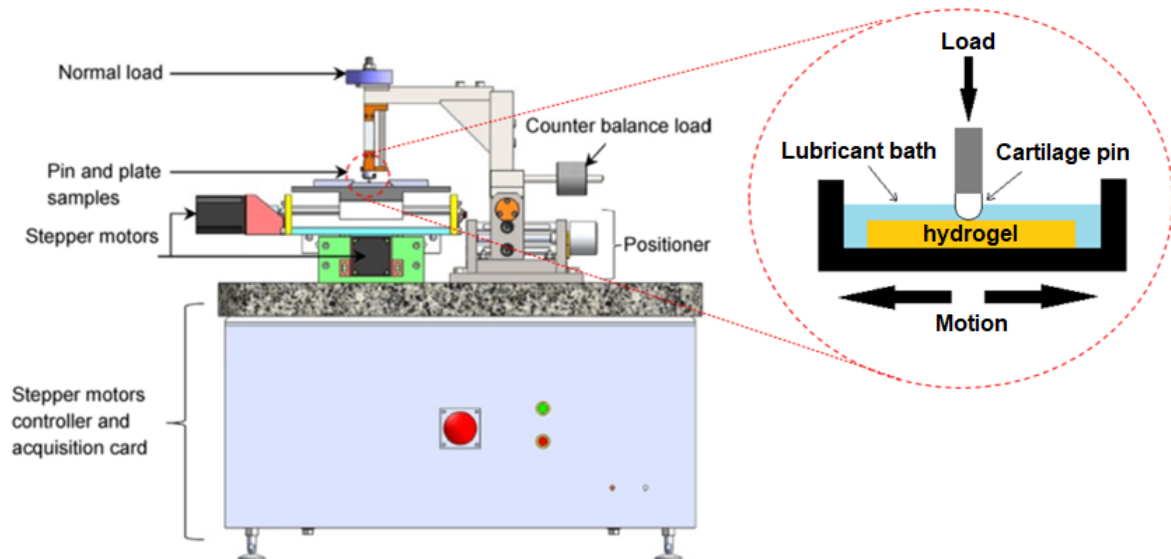 Normal load
Pin and plate
samples
Stepper motors
Stepper motors
controller and
acquisition card
Counter balance load
Positioner
Load
Lubricant bath
Cartilage pin
hydrogel
Motion